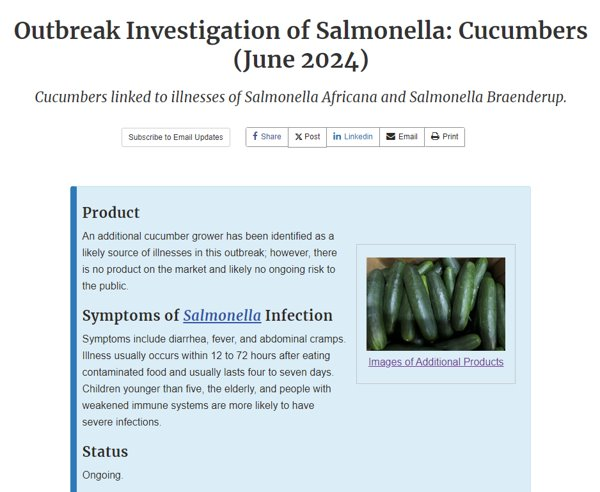 Outbreak Investigation of Salmonella: Cucumbers
(June 2024)
Cucumbers linked to illnesses of Salmonella Africana and Salmonella Braenderup.
Subscribe to Email Updates
Share
Post
Linkedin
Email
Print
Product
An additional cucumber grower has been identified as a
likely source of illnesses in this outbreak; however, there
is no product on the market and likely no ongoing risk to
the public.
Images of Additional Products
Symptoms of Salmonella Infection
Symptoms include diarrhea, fever, and abdominal cramps.
Illness usually occurs within 12 to 72 hours after eating
contaminated food and usually lasts four to seven days.
Children younger than five, the elderly, and people with
weakened immune systems are more likely to have
severe infections.
Status
Ongoing.